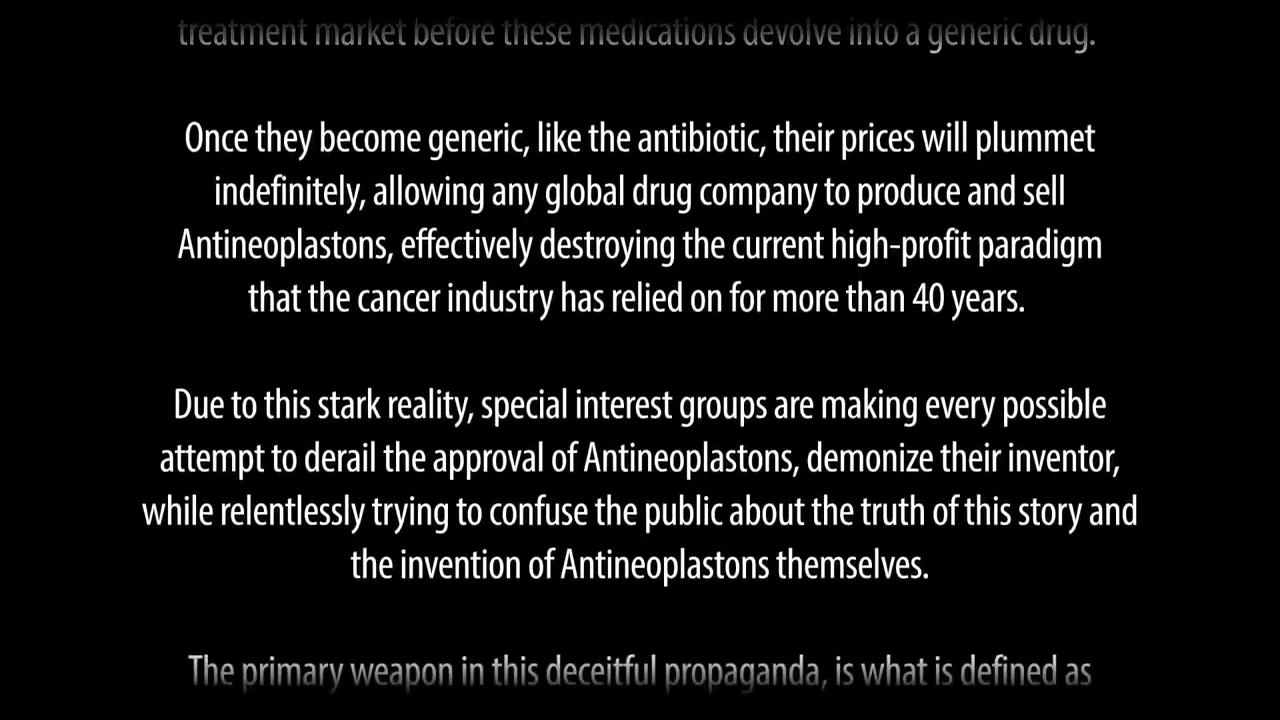 treatment market before these medications devolve into a generic drug.
Once they become generic, like the antibiotic, their prices will plummet
indefinitely, allowing any global drug company to produce and sell
Antineoplastons, effectively destroying the current high-profit paradigm
that the cancer industry has relied on for more than 40 years.
Due to this stark reality, special interest groups are making every possible
attempt to derail the approval of Antineoplastons, demonize their inventor,
while relentlessly trying to confuse the public about the truth of this story and
the invention of Antineoplastons themselves.
The primary weapon in this deceitful propaganda, is what is defined as